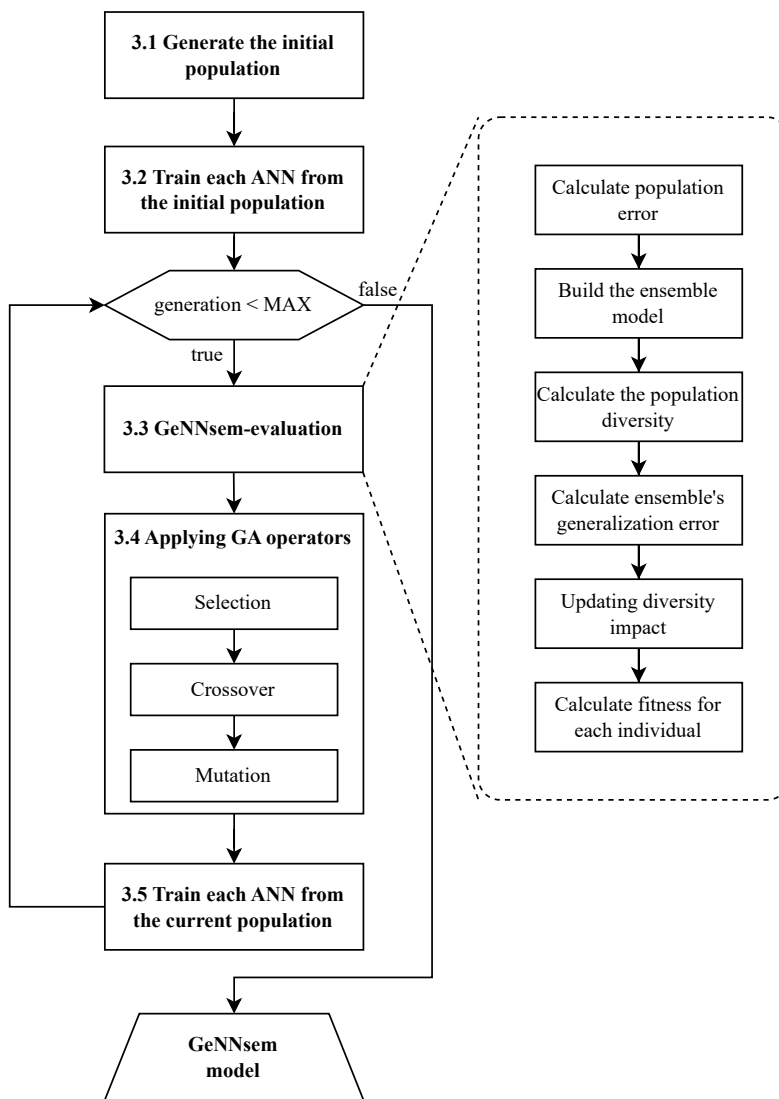 3.1 Generate the initial
population
3.2 Train each ANN from
the initial population
generation < MAX
false
true
3.3 GeNNsem-evaluation
3.4 Applying GA operators
Selection
Crossover
Mutation
3.5 Train each ANN from
the current population
GeNNsem
model
Calculate population
error
Build the ensemble
model
Calculate the population
diversity
Calculate ensemble's
generalization error
Updating diversity
impact
Calculate fitness for
each individual